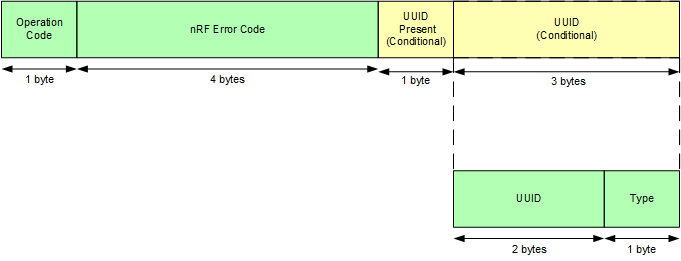 Operation
Code
nRF Error Code
UUID
Present
(Conditional)
UUID
(Conditional)
1 byte
4 bytes
1 byte
3 bytes
UUID
Type
2 bytes
1 byte